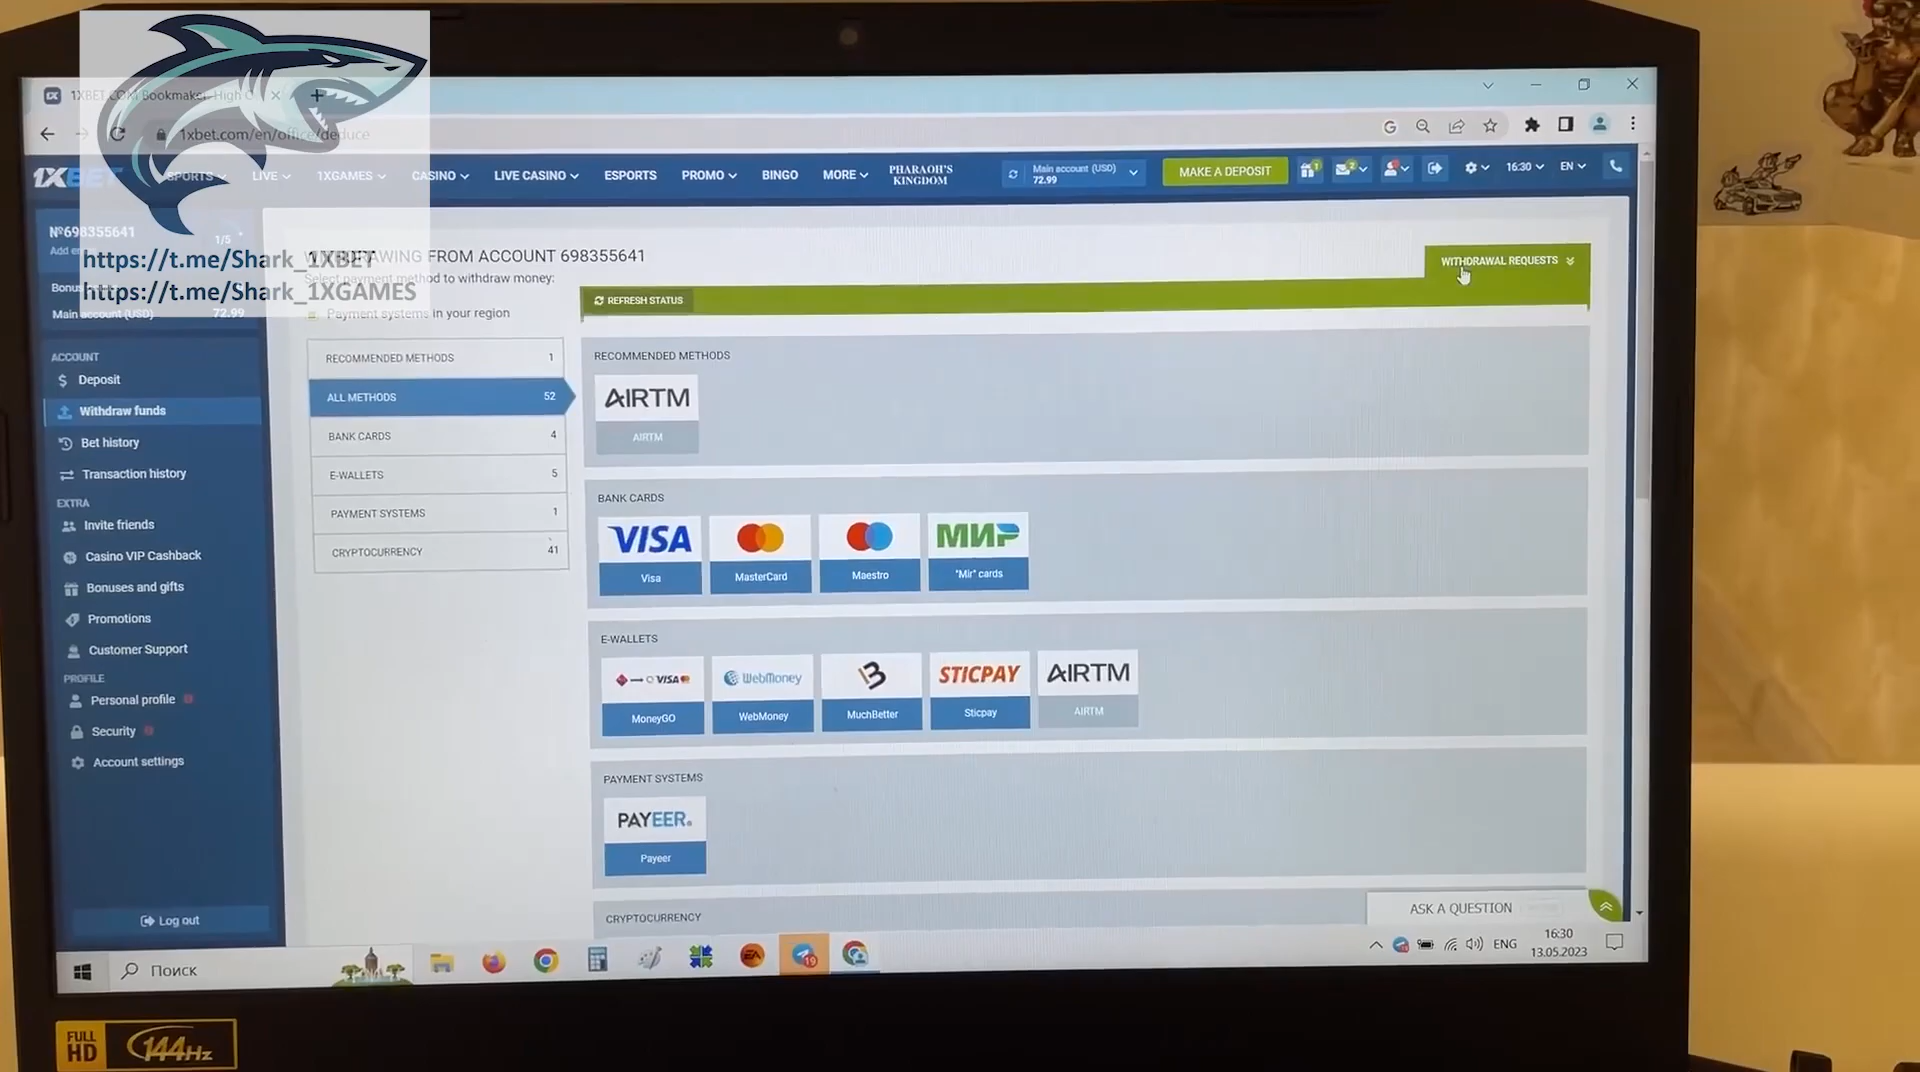 1XBET.COM Bookmaker High
1xbet.com/en/office/deduce
1XBET
SPORTS
LIVE
1XGAMES
CASINO
LIVE CASINO
ESPORTS
PROMO
BINGO
MORE
PHARAOH'S
KINGDOM
Main account (USD)
72.99
MAKE A DEPOSIT
1
2
16:30
EN
https://t.me/Shark_1XBET
https://t.me/Shark_1XGAMES
№698355641
1/5
Main account (USD) 72.99
ACCOUNT
Deposit
Withdraw funds
Bet history
Transaction history
EXTRA
Invite friends
Casino VIP Cashback
Bonuses and gifts
Promotions
Customer Support
PROFILE
Personal profile
Security
Account settings
Log out
WITHDRAWING FROM ACCOUNT 698355641
Select payment method to withdraw money:
Payment systems in your region
RECOMMENDED METHODS 1
ALL METHODS 52
BANK CARDS 4
E-WALLETS 5
PAYMENT SYSTEMS 1
CRYPTOCURRENCY 41
WITHDRAWAL REQUESTS
REFRESH STATUS
RECOMMENDED METHODS
AIRTM
AIRTM
BANK CARDS
VISA
МИР
Visa
MasterCard
Maestro
"Mir" cards
E-WALLETS
VISA
WebMoney
STICPAY
AIRTM
MoneyGO
WebMoney
MuchBetter
Sticpay
AIRTM
PAYMENT SYSTEMS
PAYEER
Payeer
CRYPTOCURRENCY
ASK A QUESTION
Поиск
EA
19
ENG
16:30
13.05.2023
FULL
HD
144Hz